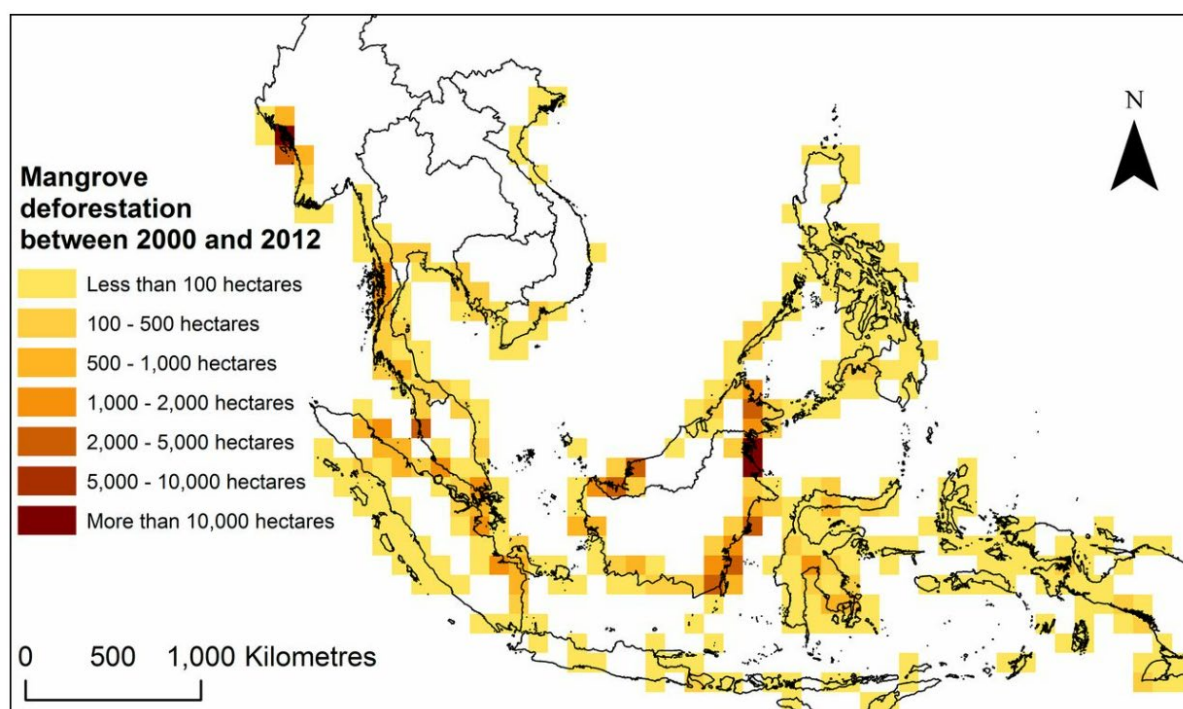 N
Mangrove
deforestation
between 2000 and 2012
Less than 100 hectares
100 - 500 hectares
500 - 1,000 hectares
1,000 - 2,000 hectares
2,000 - 5,000 hectares
5,000 - 10,000 hectares
More than 10,000 hectares
0 500 1,000 Kilometres